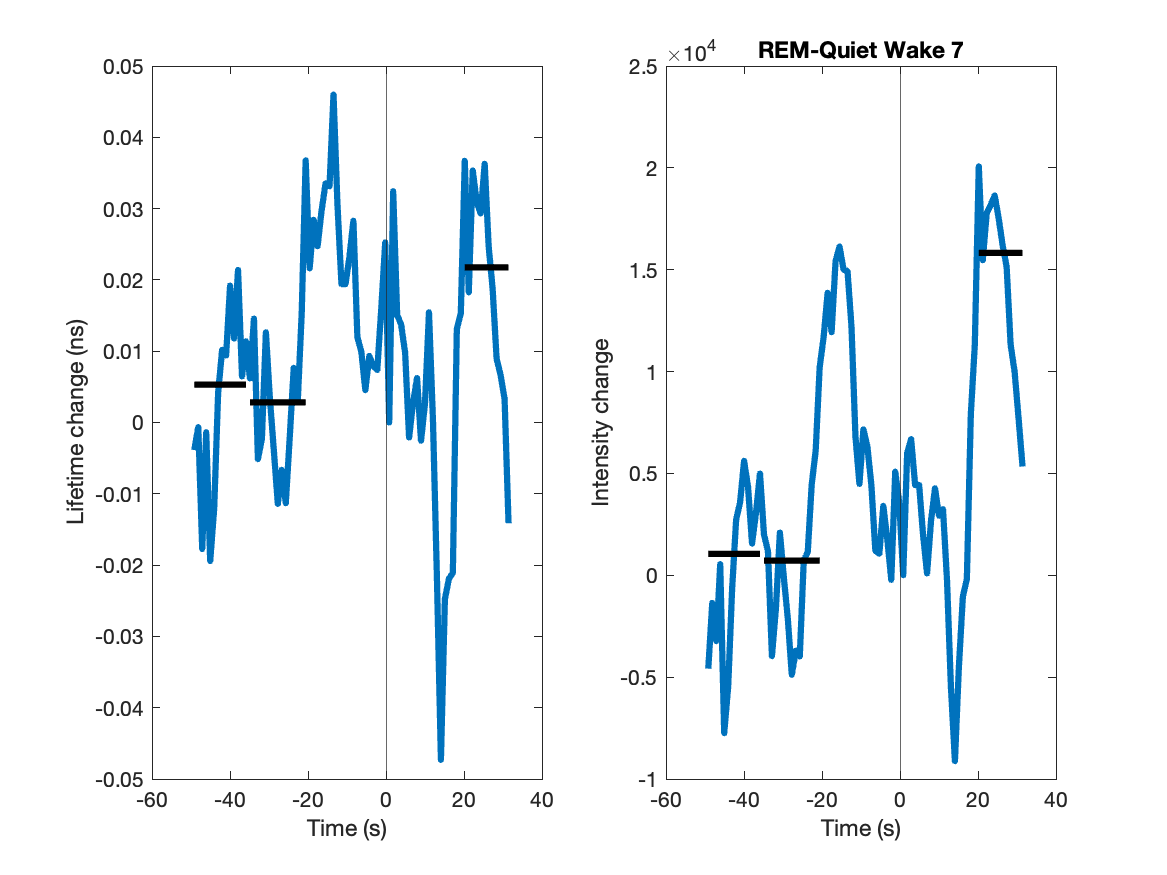 0.05
0.04
0.03
0.02
0.01
0
-0.01
-0.02
-0.03
-0.04
-0.05
-60 -40 -20 0 20 40
Time (s)
Lifetime change (ns)
REM-Quiet Wake 7
×10⁴
2.5
2
1.5
1
0.5
0
-0.5
-1
-60 -40 -20 0 20 40
Time (s)
Intensity change